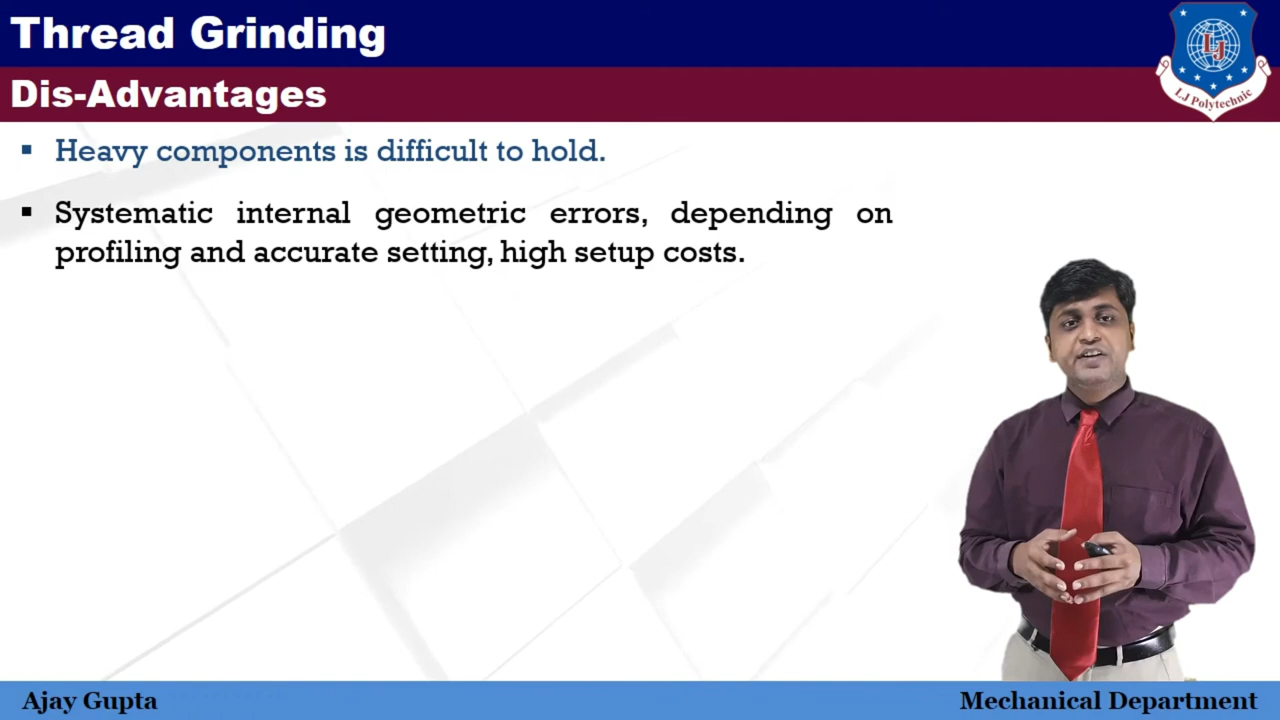 Thread Grinding
Dis-Advantages
LJ
LJ Polytechnic
▪ Heavy components is difficult to hold.
▪ Systematic internal geometric errors, depending on
profiling and accurate setting, high setup costs.
Ajay Gupta
Mechanical Department